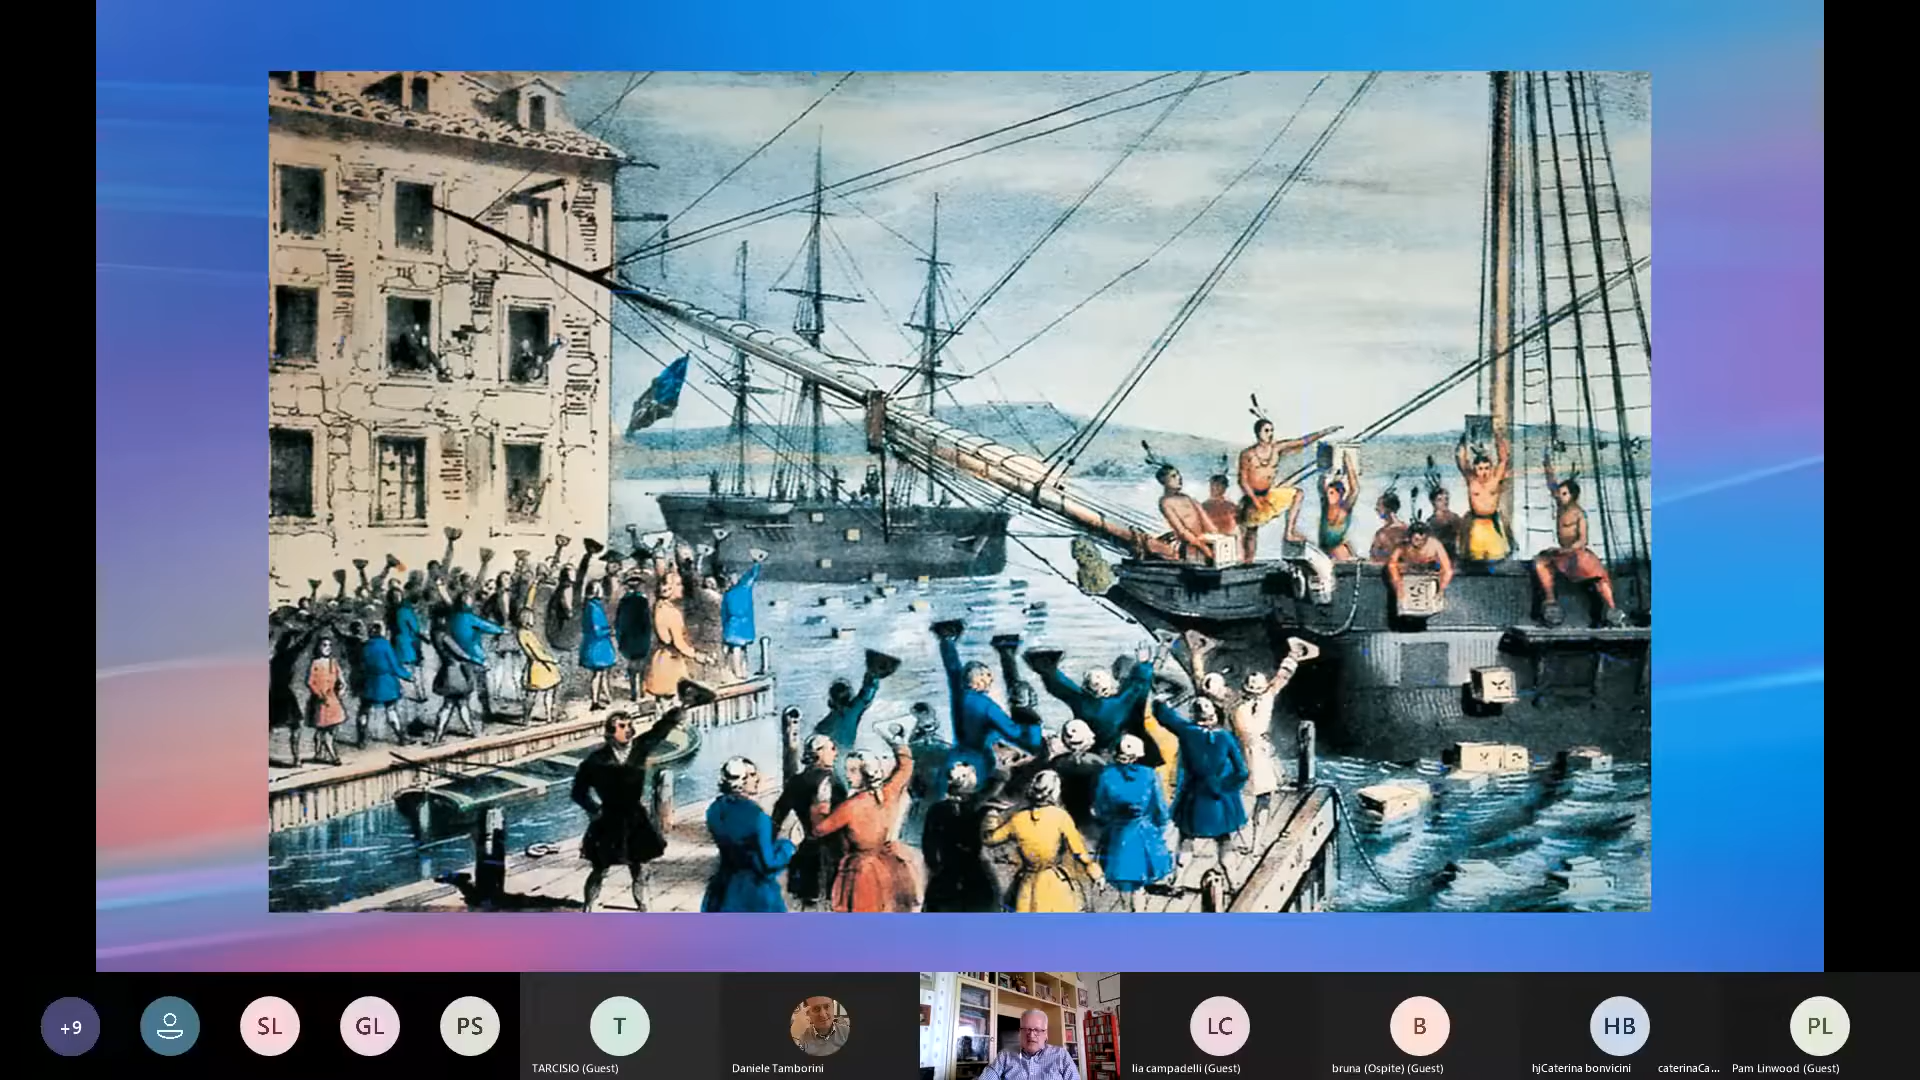 +9
SL
GL
PS
T
LC
B
HB
PL
TARCISIO (Guest)
Daniele Tamborini
lia campadelli (Guest)
bruna (Ospite) (Guest)
hjCaterina bonvicini
caterinaCa...
Pam Linwood (Guest)